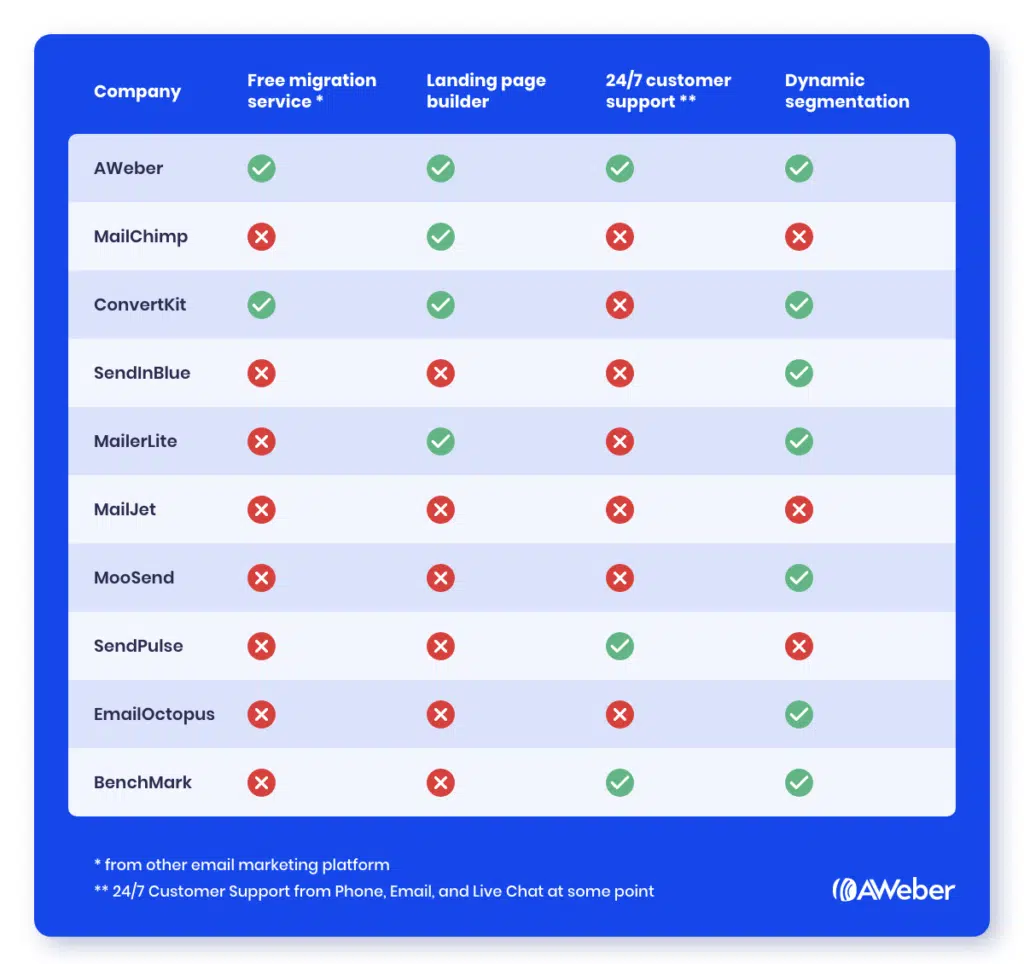 Company
Free migration
service *
Landing page
builder
24/7 customer
support **
Dynamic
segmentation
AWeber
MailChimp
ConvertKit
SendInBlue
MailerLite
MailJet
MooSend
SendPulse
EmailOctopus
BenchMark
* from other email marketing platform
** 24/7 Customer Support from Phone, Email, and Live Chat at some point
AWeber